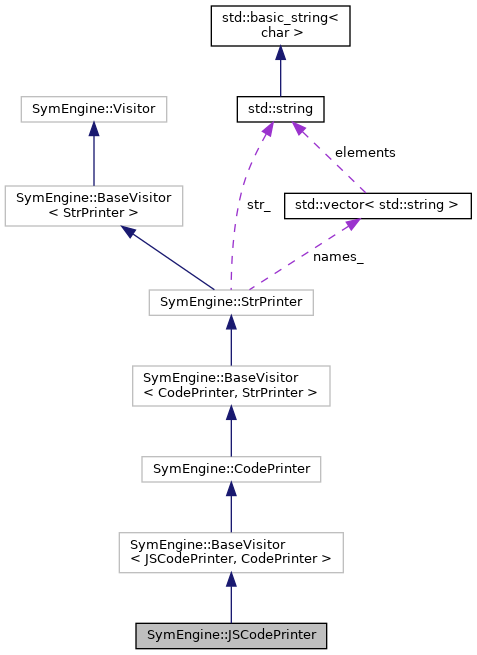 std::basic_string<
char >
SymEngine::Visitor
std::string
elements
SymEngine::BaseVisitor
< StrPrinter >
str_
std::vector< std::string >
names_
SymEngine::StrPrinter
SymEngine::BaseVisitor
< CodePrinter, StrPrinter >
SymEngine::CodePrinter
SymEngine::BaseVisitor
< JSCodePrinter, CodePrinter >
SymEngine::JSCodePrinter